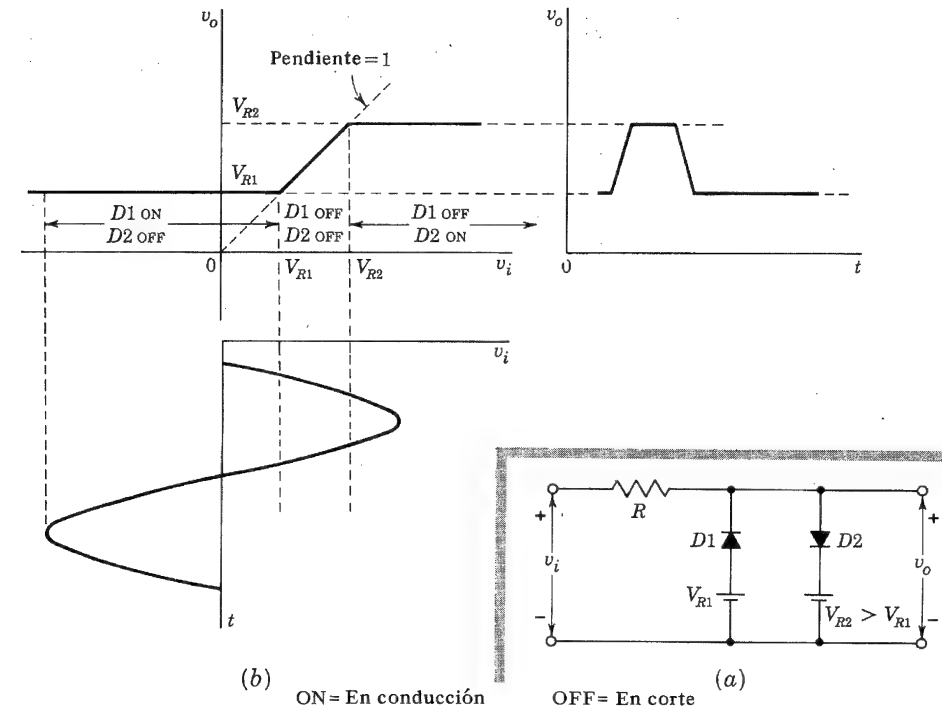 v_o
Pendiente=1
V_R2
V_R1
D1 ON
D2 OFF
D1 OFF
D2 OFF
D1 OFF
D2 ON
0
V_R1
V_R2
v_i
0
t
v_i
t
+
v_i
−
R
D1
V_R1
D2
V_R2 > V_R1
+
v_o
−
(b)
(a)
ON= En conducción OFF= En corte